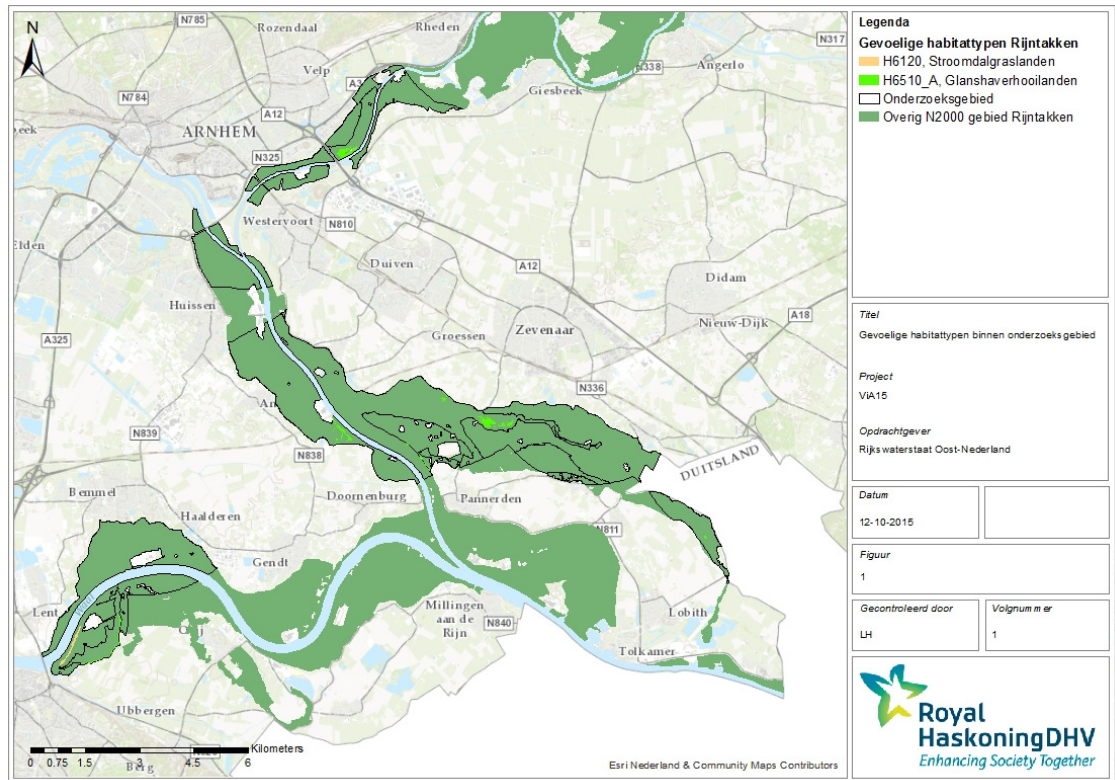 N
N785
Rozendaal
Rheden
N317
Velp
N338
Angerlo
Giesbeek
N784
A12
ARNHEM
N325
Westervoort
N810
Elden
Duiven
A12
Didam
Huissen
A18
A325
Groessen
Zevenaar
Nieuw-Dijk
N336
N839
N838
DUITSLAND
Bemmel
Doornenburg
Pannerden
Haalderen
N811
Gendt
Lent
Millingen
aan de
Rijn
N840
Lobith
Tolkamer
Ubbergen
Berg
Kilometers
0 0.75 1.5 3 4.5 6
Esri Nederland & Community Maps Contributors
Legenda
Gevoelige habitattypen Rijntakken
H6120, Stroomdalgraslanden
H6510_A, Glanshaverhooilanden
Onderzoeksgebied
Overig N2000 gebied Rijntakken
Titel
Gevoelige habitattypen binnen onderzoeksgebied
Project
ViA15
Opdrachtgever
Rijkswaterstaat Oost-Nederland
Datum
12-10-2015
Figuur
1
Gecontroleerd door
LH
Volgnummer
1
Royal
HaskoningDHV
Enhancing Society Together